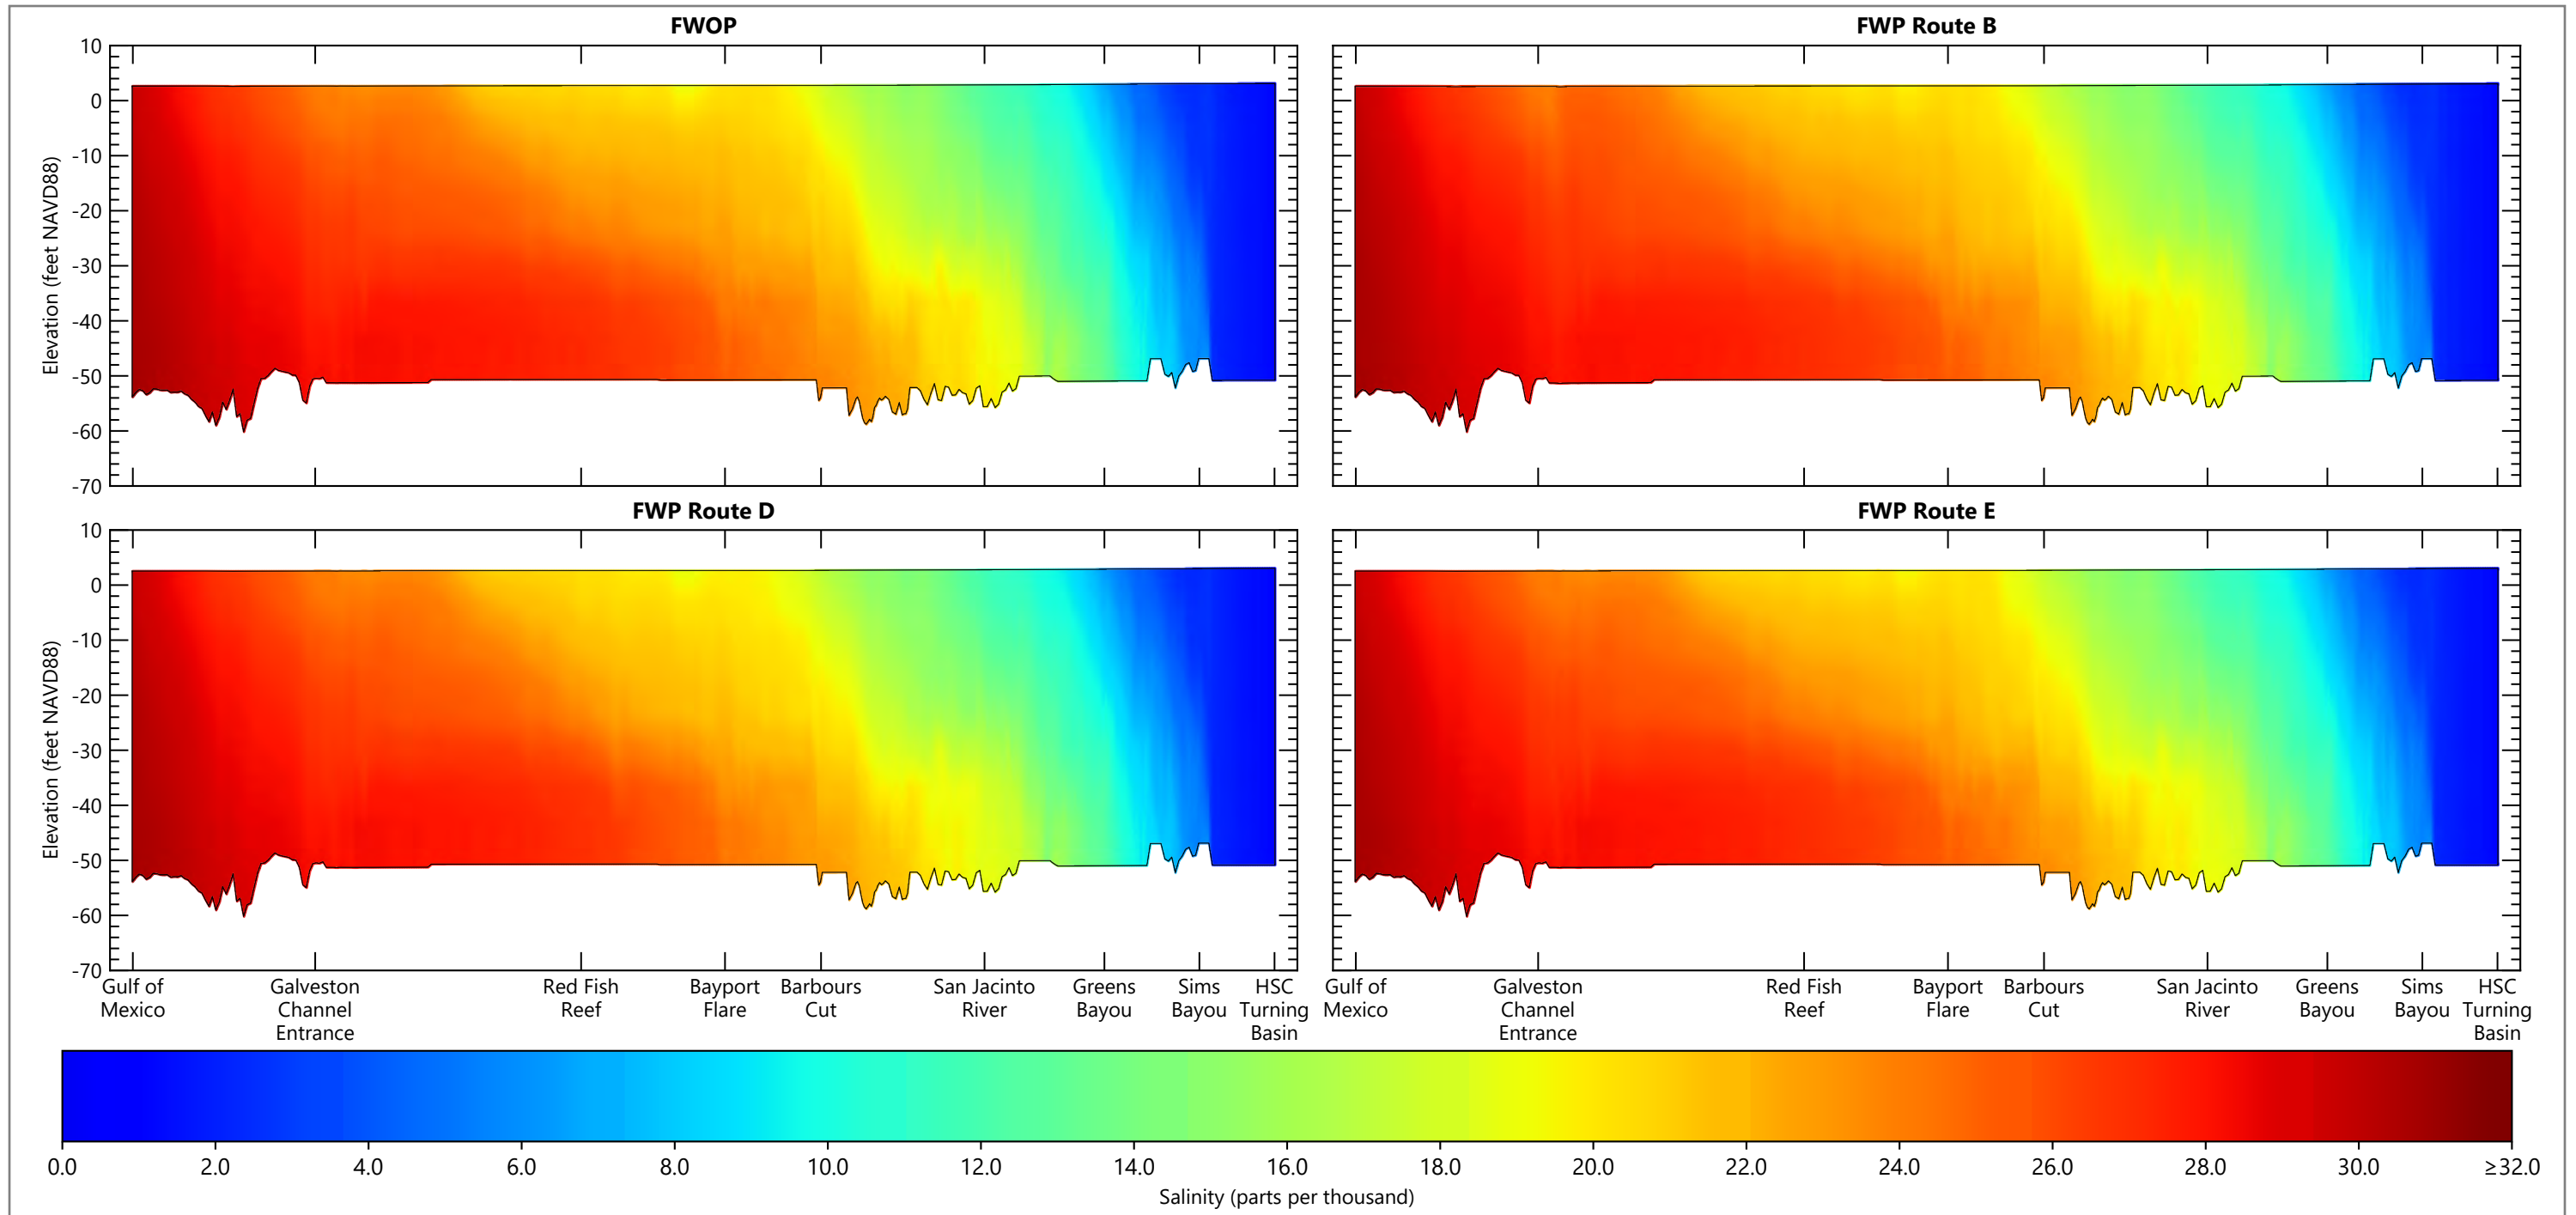 FWOP
FWP Route B
10
0
-10
-20
-30
-40
-50
-60
-70
Elevation (feet NAVD88)
FWP Route D
FWP Route E
10
0
-10
-20
-30
-40
-50
-60
-70
Elevation (feet NAVD88)
Gulf of
Mexico
Galveston
Channel
Entrance
Red Fish
Reef
Bayport
Flare
Barbours
Cut
San Jacinto
River
Greens
Bayou
Sims
Bayou
HSC
Turning
Basin
Gulf of
Mexico
Galveston
Channel
Entrance
Red Fish
Reef
Bayport
Flare
Barbours
Cut
San Jacinto
River
Greens
Bayou
Sims
Bayou
HSC
Turning
Basin
0.0 2.0 4.0 6.0 8.0 10.0 12.0 14.0 16.0 18.0 20.0 22.0 24.0 26.0 28.0 30.0 ≥32.0
Salinity (parts per thousand)